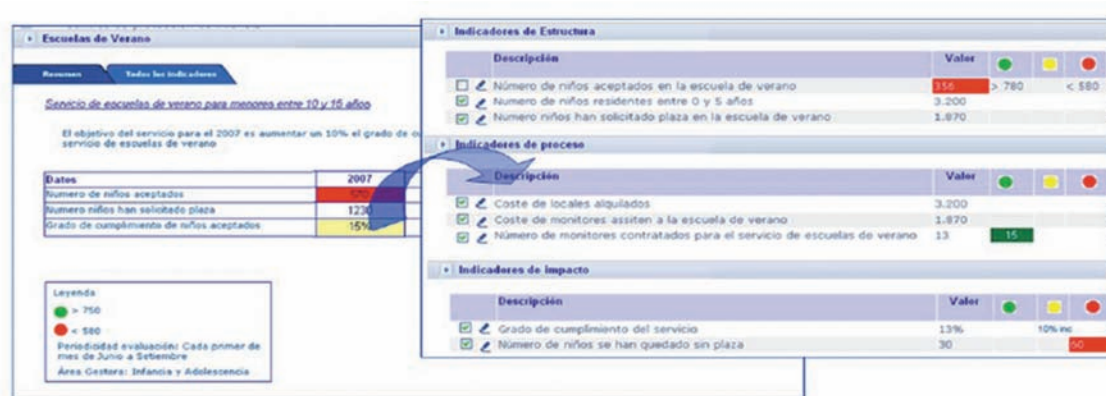 Escuelas de Verano
Resumen
Todos los indicadores
Servicio de escuelas de verano para menores entre 10 y 15 años
El objetivo del servicio para el 2007 es aumentar un 10% el grado de
servicio de escuelas de verano
Datos 2007
Numero de niños aceptados 570
Numero niños han solicitado plaza 1230
Grado de cumplimiento de niños aceptados 15%
Leyenda
> 750
< 580
Periodicidad evaluación: Cada primer de
mes de Junio a Setiembre
Área Gestora: Infancia y Adolescencia
Indicadores de Estructura
Descripción Valor
Número de niños aceptados en la escuela de verano 356 > 780 < 580
Numero de niños residentes entre 0 y 5 años 3.200
Numero niños han solicitado plaza en la escuela de verano 1.870
Indicadores de proceso
Descripción Valor
Coste de locales alquilados 3.200
Coste de monitores assiten a la escuela de verano 1.870
Número de monitores contratados para el servicio de escuelas de verano 13 15
Indicadores de impacto
Descripción Valor
Grado de cumplimiento del servicio 13% 10% inc
Número de niños se han quedado sin plaza 30 60